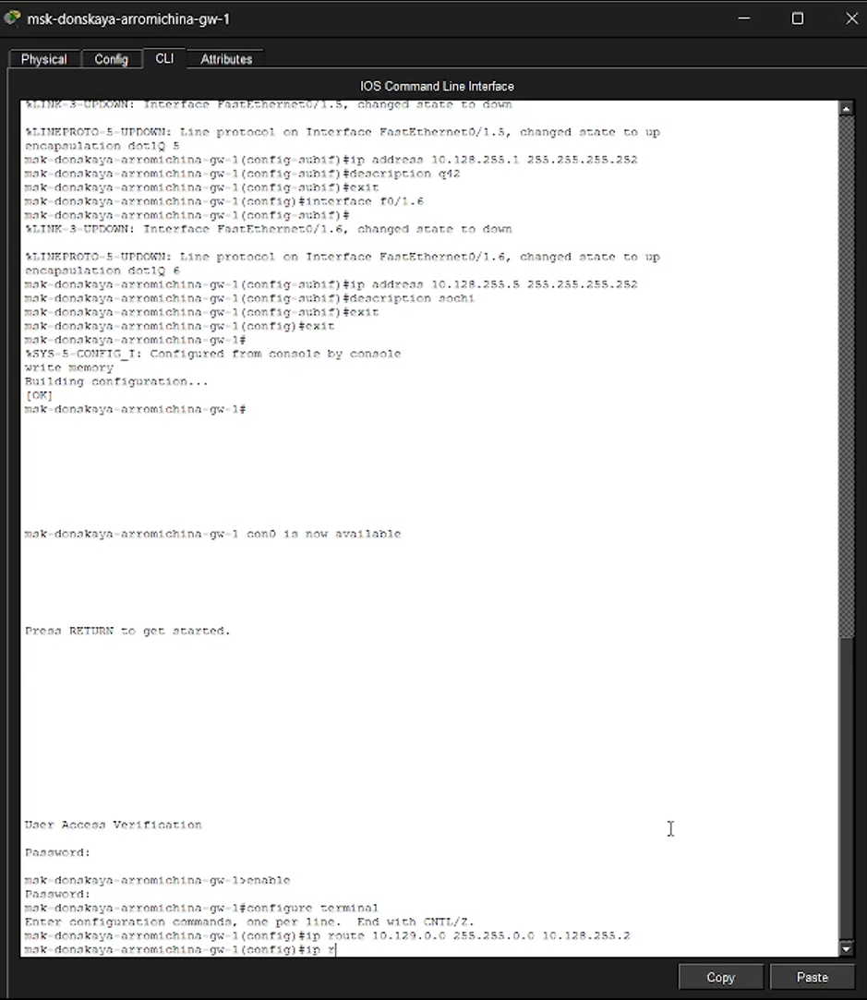 msk-donskaya-arromichina-gw-1
Physical
Config
CLI
Attributes
IOS Command Line Interface
%LINK-3-UPDOWN: Interface FastEthernet0/1.5, changed state to down
%LINEPROTO-5-UPDOWN: Line protocol on Interface FastEthernet0/1.5, changed state to up
encapsulation dot1Q 5
msk-donskaya-arromichina-gw-1(config-subif)#ip address 10.128.255.1 255.255.255.252
msk-donskaya-arromichina-gw-1(config-subif)#description q42
msk-donskaya-arromichina-gw-1(config-subif)#exit
msk-donskaya-arromichina-gw-1(config)#interface f0/1.6
msk-donskaya-arromichina-gw-1(config-subif)#
%LINK-3-UPDOWN: Interface FastEthernet0/1.6, changed state to down
%LINEPROTO-5-UPDOWN: Line protocol on Interface FastEthernet0/1.6, changed state to up
encapsulation dot1Q 6
msk-donskaya-arromichina-gw-1(config-subif)#ip address 10.128.255.5 255.255.255.252
msk-donskaya-arromichina-gw-1(config-subif)#description sochi
msk-donskaya-arromichina-gw-1(config-subif)#exit
msk-donskaya-arromichina-gw-1(config)#exit
msk-donskaya-arromichina-gw-1#
%SYS-5-CONFIG_I: Configured from console by console
write memory
Building configuration...
[OK]
msk-donskaya-arromichina-gw-1#
msk-donskaya-arromichina-gw-1 con0 is now available
Press RETURN to get started.
User Access Verification
Password:
msk-donskaya-arromichina-gw-1>enable
Password:
msk-donskaya-arromichina-gw-1#configure terminal
Enter configuration commands, one per line. End with CNTL/Z.
msk-donskaya-arromichina-gw-1(config)#ip route 10.129.0.0 255.255.0.0 10.128.255.2
msk-donskaya-arromichina-gw-1(config)#ip r
Copy
Paste